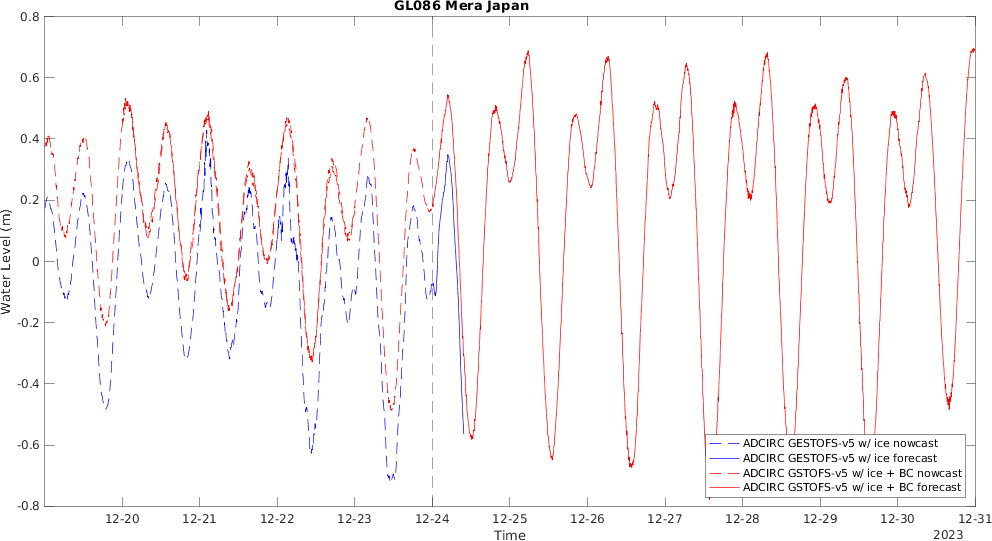 GL086 Mera Japan
Water Level (m)
0.8
0.6
0.4
0.2
0
-0.2
-0.4
-0.6
-0.8
ADCIRC GESTOFS-v5 w/ ice nowcast
ADCIRC GESTOFS-v5 w/ ice forecast
ADCIRC GSTOFS-v5 w/ ice + BC nowcast
ADCIRC GSTOFS-v5 w/ ice + BC forecast
12-20 12-21 12-22 12-23 12-24 12-25 12-26 12-27 12-28 12-29 12-30 12-31
Time
2023